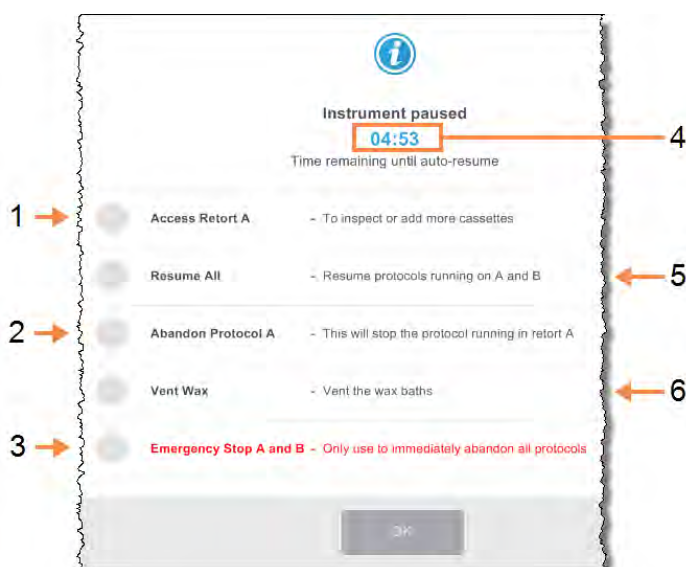 Instrument paused
04:53
4
Time remaining until auto-resume
1
Access Retort A - To inspect or add more cassettes
Resume All - Resume protocols running on A and B
5
2
Abandon Protocol A - This will stop the protocol running in retort A
Vent Wax - Vent the wax baths
6
3
Emergency Stop A and B - Only use to immediately abandon all protocols
OK